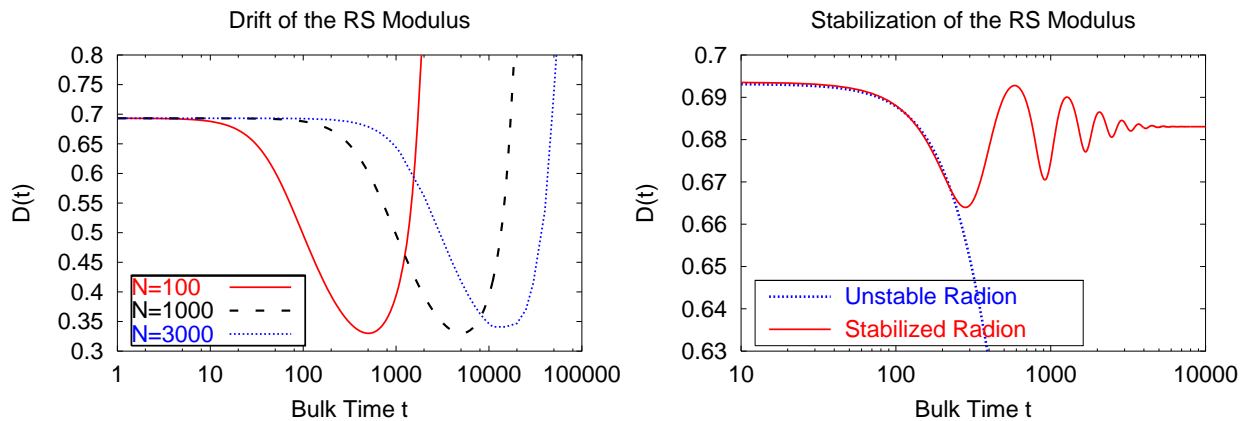 Drift of the RS Modulus
0.8
0.75
0.7
0.65
0.6
0.55
0.5
0.45
0.4
0.35
0.3
D(t)
N=100
N=1000
N=3000
1
10
100
1000
10000
100000
Bulk Time t
Stabilization of the RS Modulus
0.7
0.69
0.68
0.67
0.66
0.65
0.64
0.63
D(t)
Unstable Radion
Stabilized Radion
10
100
1000
10000
Bulk Time t